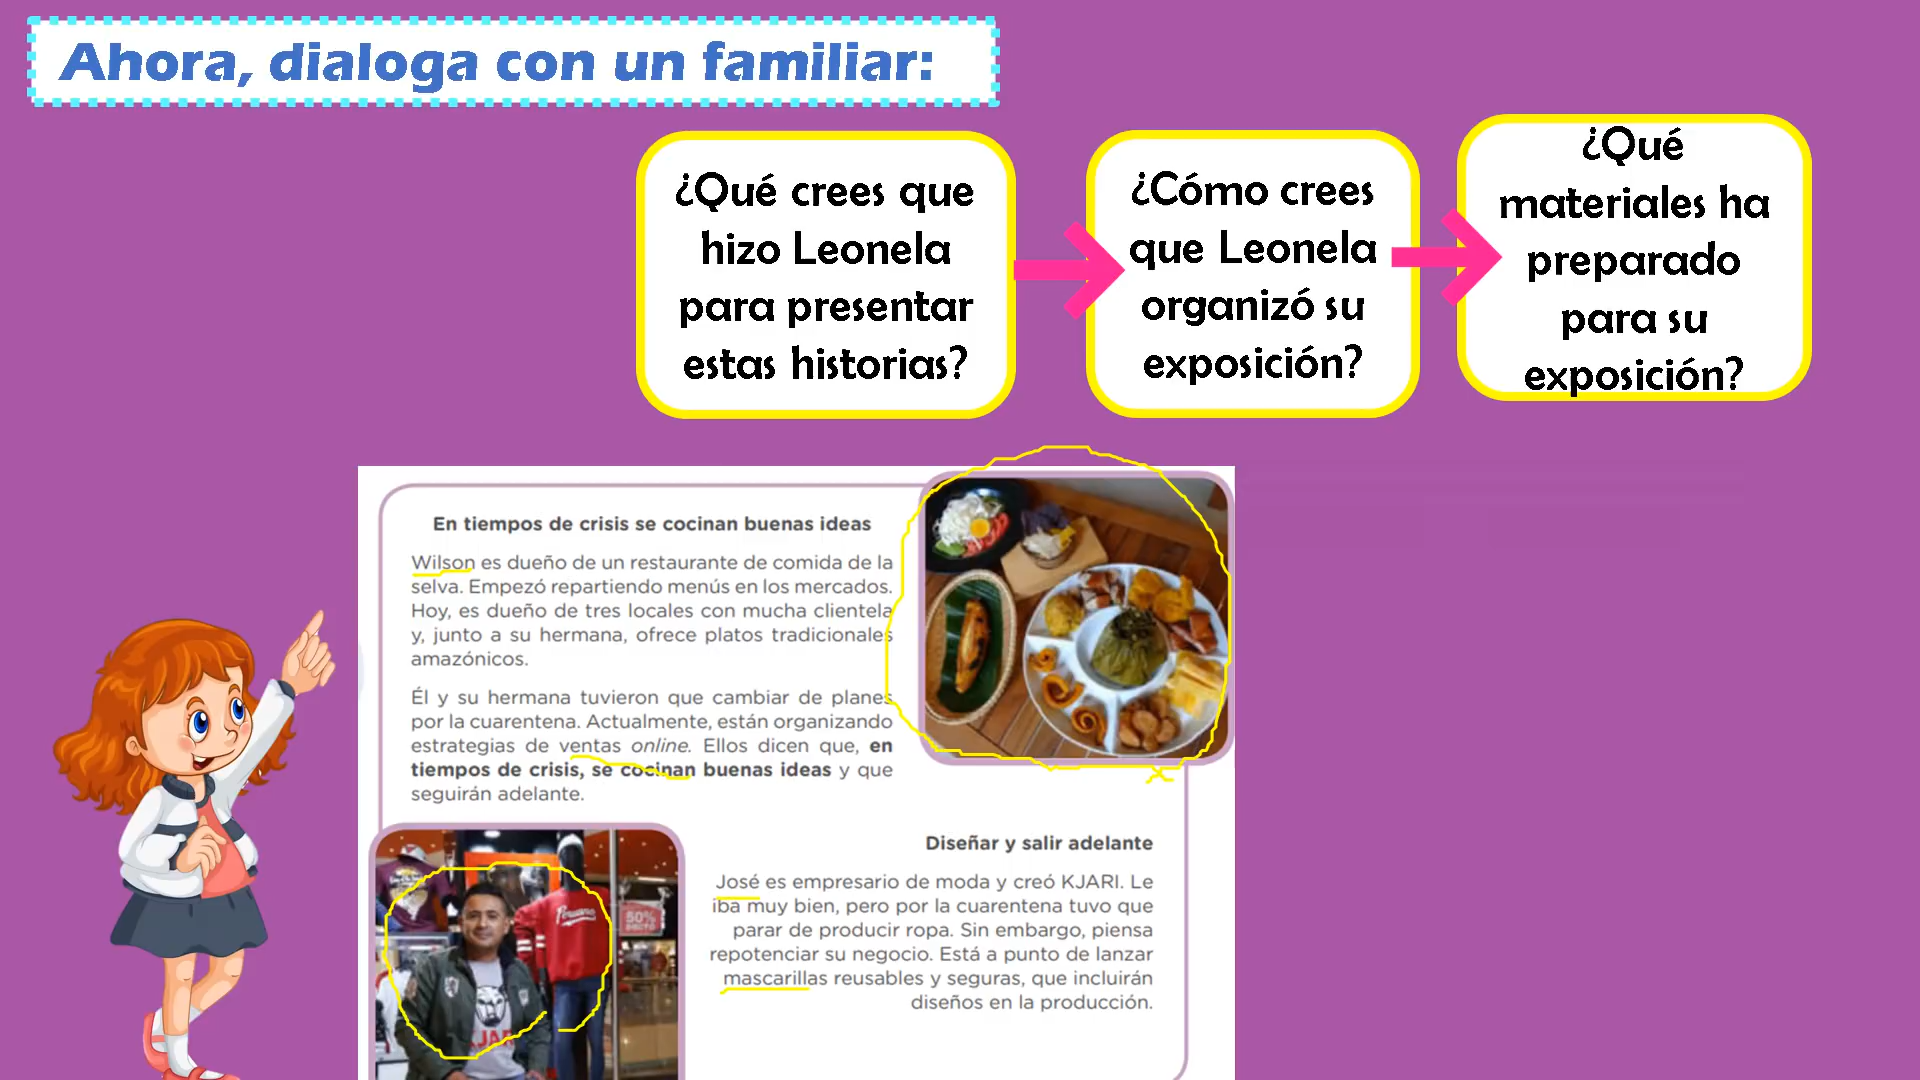 Ahora, dialoga con un familiar:
¿Qué crees que
hizo Leonela
para presentar
estas historias?
¿Cómo crees
que Leonela
organizó su
exposición?
¿Qué
materiales ha
preparado
para su
exposición?
En tiempos de crisis se cocinan buenas ideas
Wilson es dueño de un restaurante de comida de la
selva. Empezó repartiendo menús en los mercados.
Hoy, es dueño de tres locales con mucha clientela
y, junto a su hermana, ofrece platos tradicionales
amazónicos.
Él y su hermana tuvieron que cambiar de planes
por la cuarentena. Actualmente, están organizando
estrategias de ventas online. Ellos dicen que, en
tiempos de crisis, se cocinan buenas ideas y que
seguirán adelante.
Diseñar y salir adelante
José es empresario de moda y creó KJARI. Le
iba muy bien, pero por la cuarentena tuvo que
parar de producir ropa. Sin embargo, piensa
repotenciar su negocio. Está a punto de lanzar
mascarillas reusables y seguras, que incluirán
diseños en la producción.
50%
KJARI